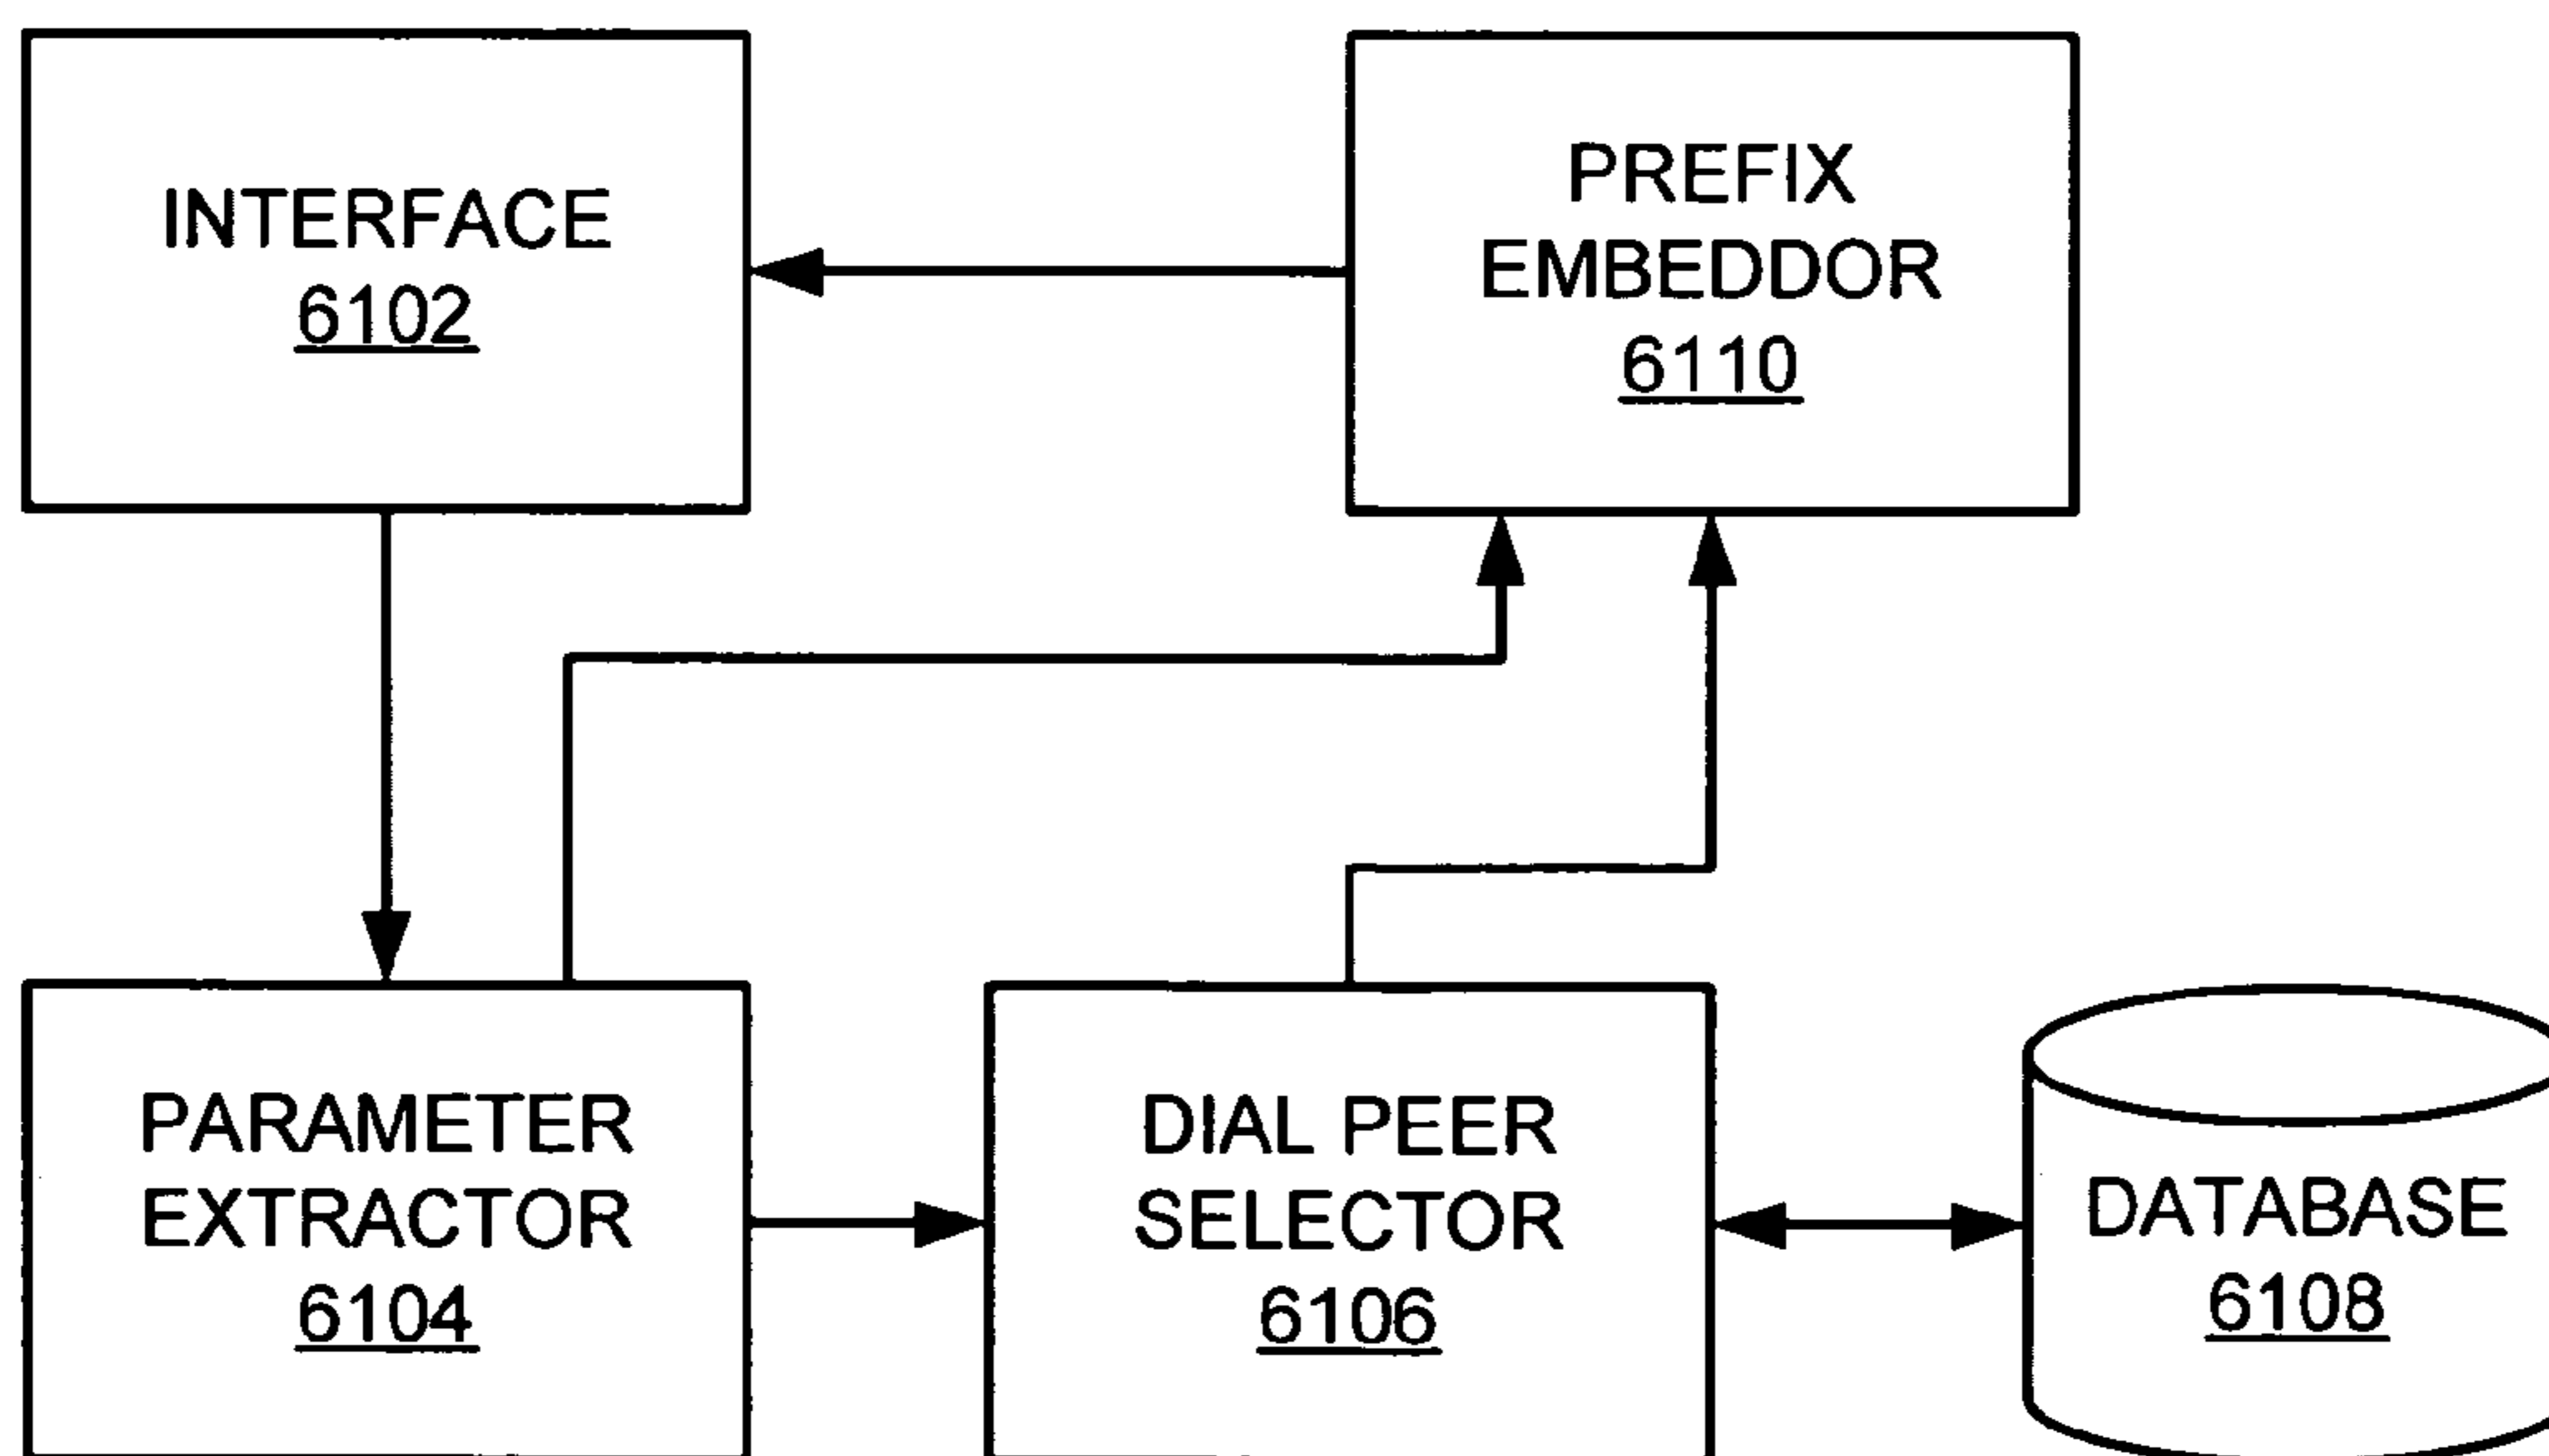 INTERFACE
6102
PREFIX
EMBEDDOR
6110
PARAMETER
EXTRACTOR
6104
DIAL PEER
SELECTOR
6106
DATABASE
6108